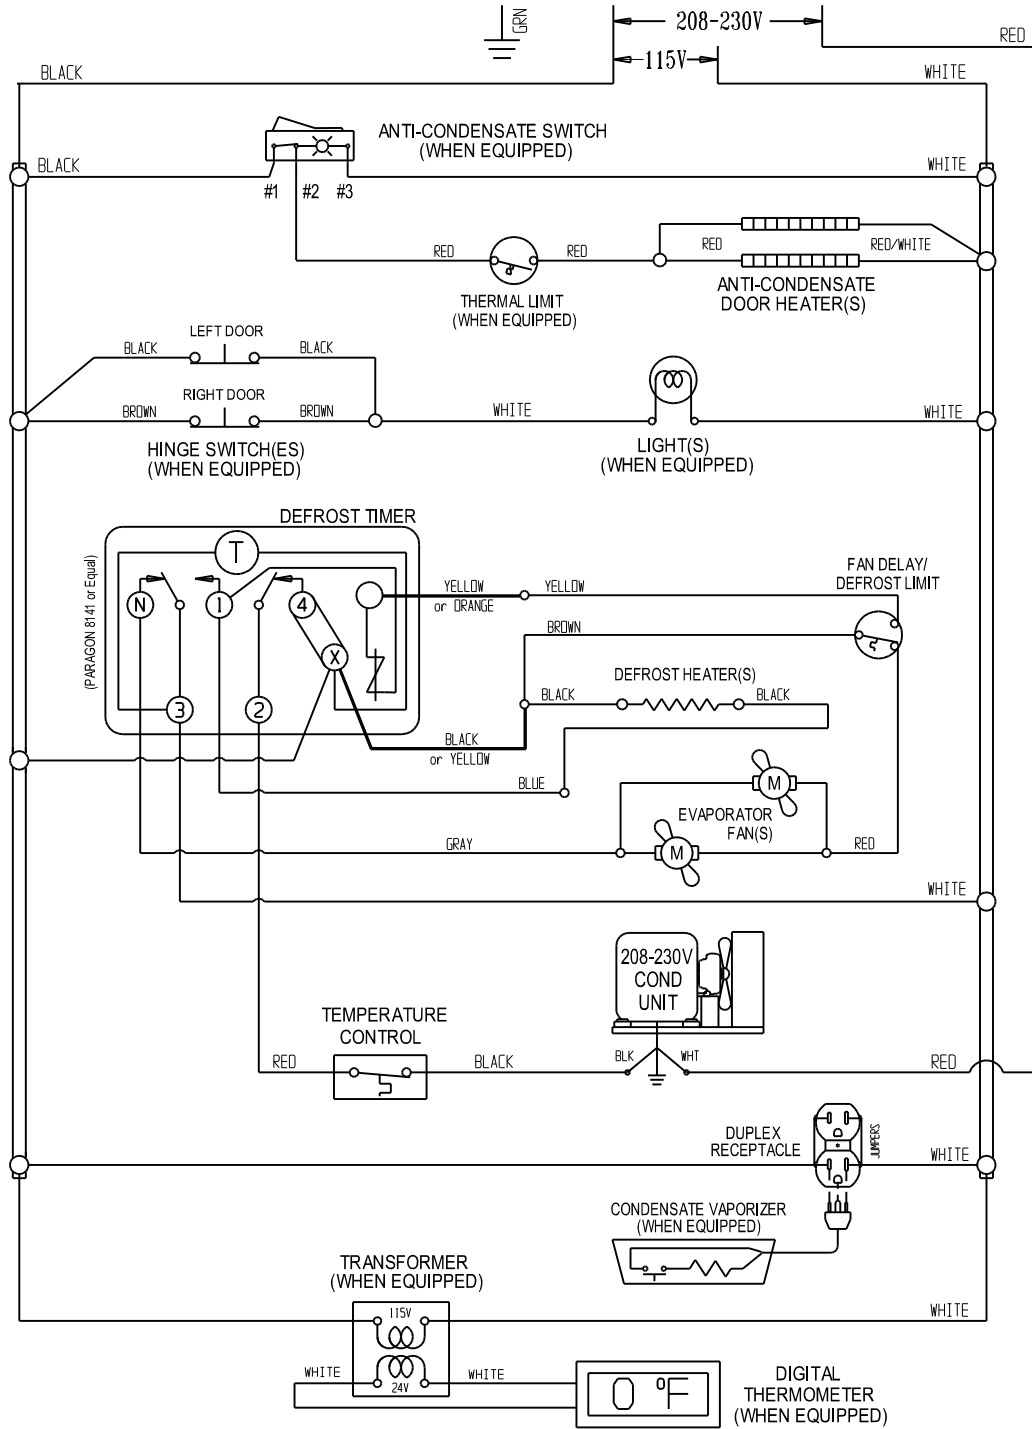 GRN
208-230V
RED
115V
BLACK
WHITE
ANTI-CONDENSATE SWITCH
(WHEN EQUIPPED)
BLACK
WHITE
#1 #2 #3
RED
RED
RED
RED/WHITE
THERMAL LIMIT
(WHEN EQUIPPED)
ANTI-CONDENSATE
DOOR HEATER(S)
LEFT DOOR
BLACK
BLACK
RIGHT DOOR
BROWN
BROWN
WHITE
WHITE
HINGE SWITCH(ES)
(WHEN EQUIPPED)
LIGHT(S)
(WHEN EQUIPPED)
DEFROST TIMER
(PARAGON 8141 or Equal)
T
N
1
4
X
3
2
YELLOW
or ORANGE
YELLOW
FAN DELAY/
DEFROST LIMIT
BROWN
DEFROST HEATER(S)
BLACK
BLACK
BLACK
or YELLOW
BLUE
M
EVAPORATOR
FAN(S)
M
GRAY
RED
WHITE
208-230V
COND
UNIT
TEMPERATURE
CONTROL
RED
BLACK
BLK
WHT
RED
DUPLEX
RECEPTACLE
*
JUMPERS
WHITE
CONDENSATE VAPORIZER
(WHEN EQUIPPED)
TRANSFORMER
(WHEN EQUIPPED)
115V
WHITE
WHITE
24V
WHITE
0 °F
DIGITAL
THERMOMETER
(WHEN EQUIPPED)